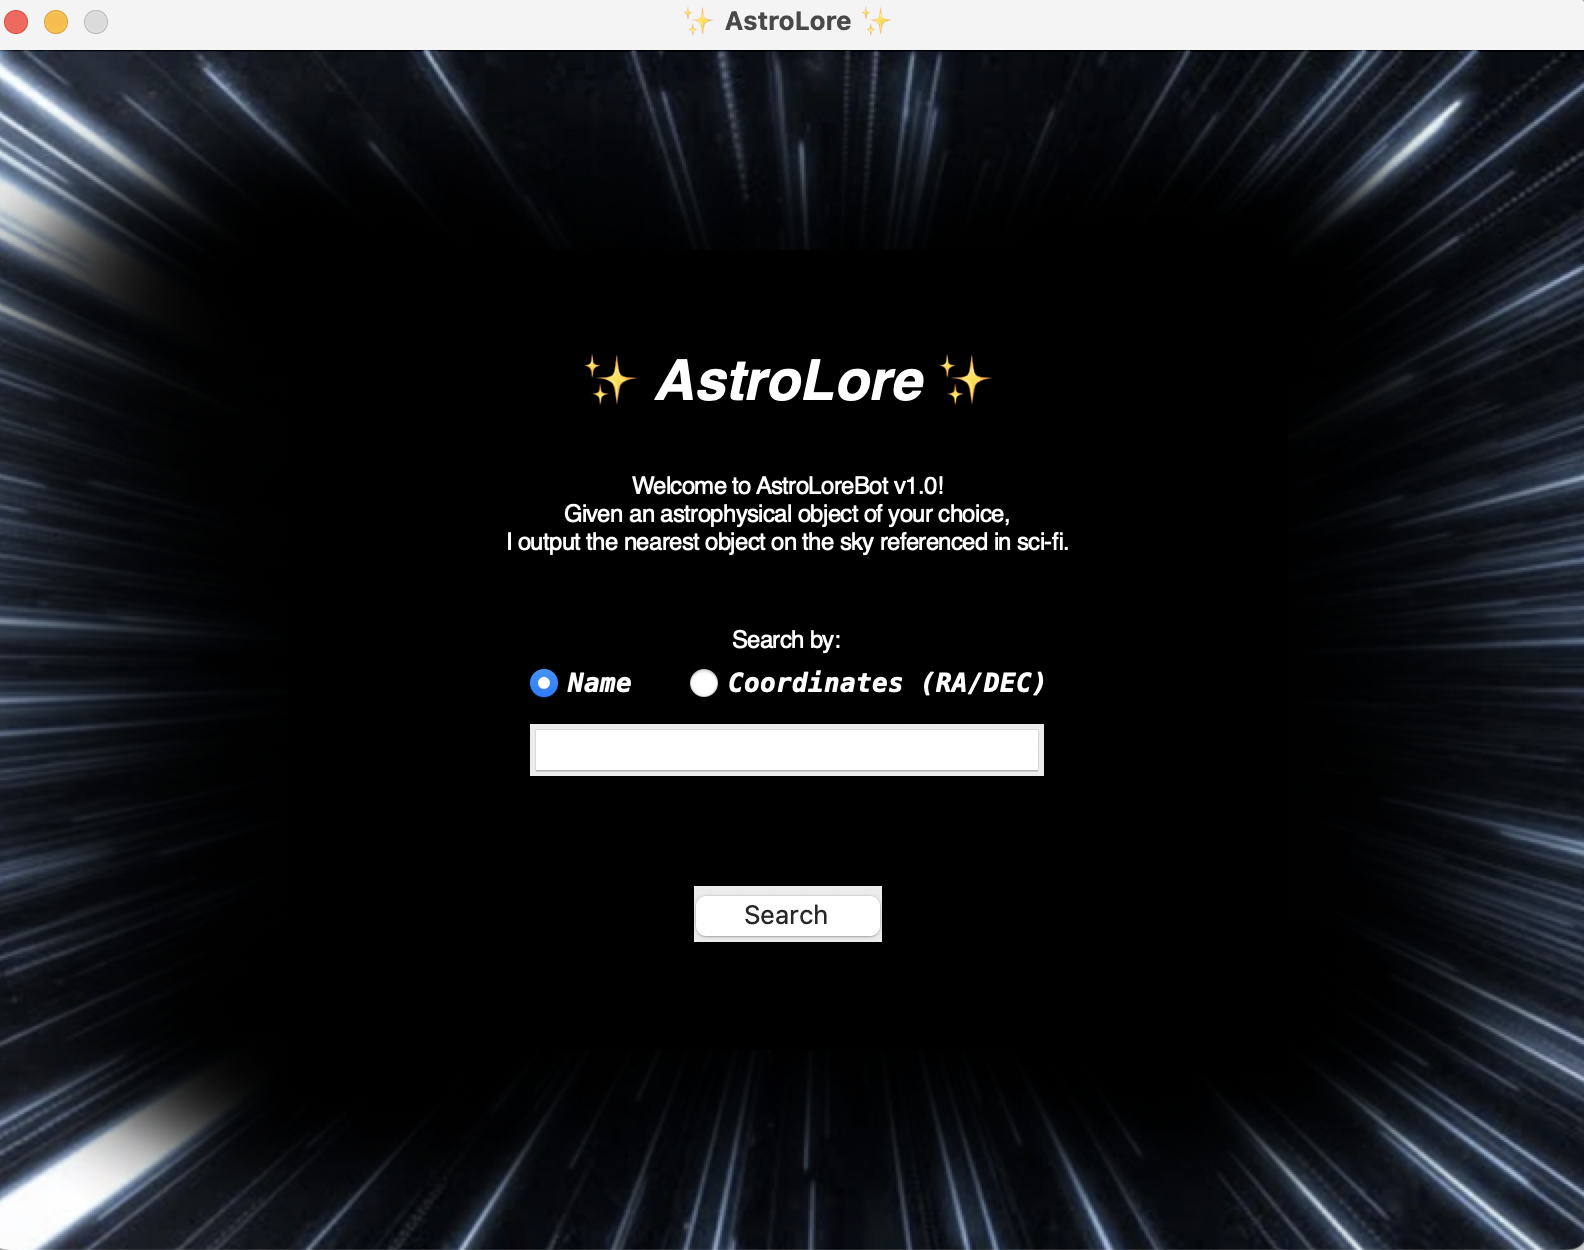 ✨ AstroLore ✨
✨ AstroLore ✨
Welcome to AstroLoreBot v1.0!
Given an astrophysical object of your choice,
I output the nearest object on the sky referenced in sci-fi.
Search by:
Name Coordinates (RA/DEC)
Search